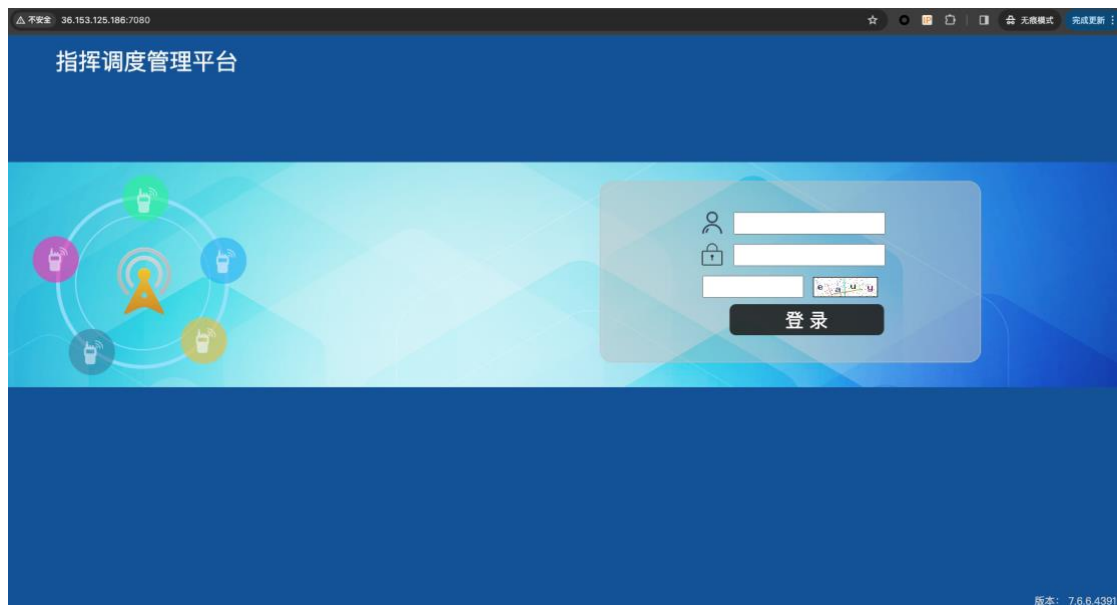 不安全 36.153.125.186:7080 无痕模式 完成更新
指挥调度管理平台
e a u y
登录
版本: 7.6.6.4391